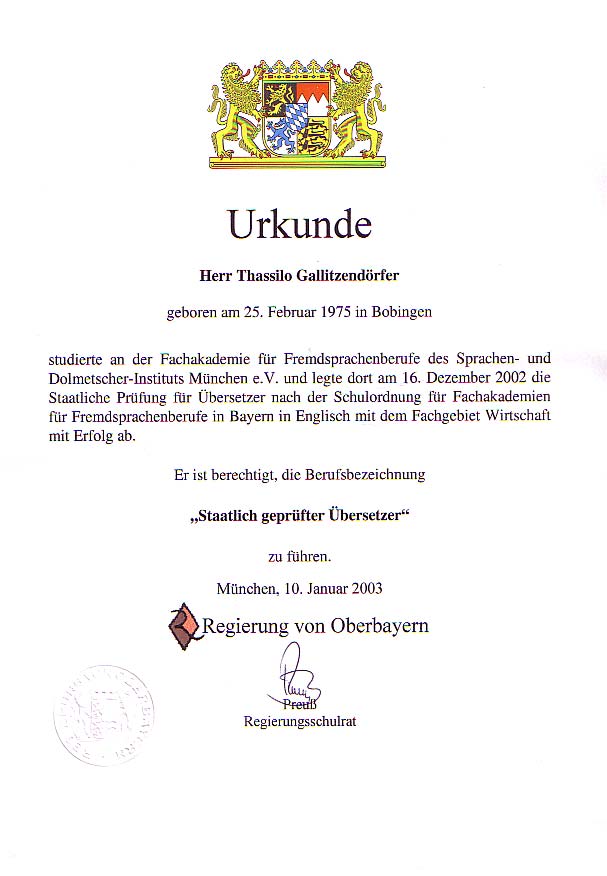 Urkunde
Herr Thassilo Gallitzendörfer
geboren am 25. Februar 1975 in Bobingen
studierte an der Fachakademie für Fremdsprachenberufe des Sprachen- und
Dolmetscher-Instituts München e.V. und legte dort am 16. Dezember 2002 die
Staatliche Prüfung für Übersetzer nach der Schulordnung für Fachakademien
für Fremdsprachenberufe in Bayern in Englisch mit dem Fachgebiet Wirtschaft
mit Erfolg ab.
Er ist berechtigt, die Berufsbezeichnung
„Staatlich geprüfter Übersetzer“
zu führen.
München, 10. Januar 2003
Regierung von Oberbayern
Preuß
Regierungsschulrat